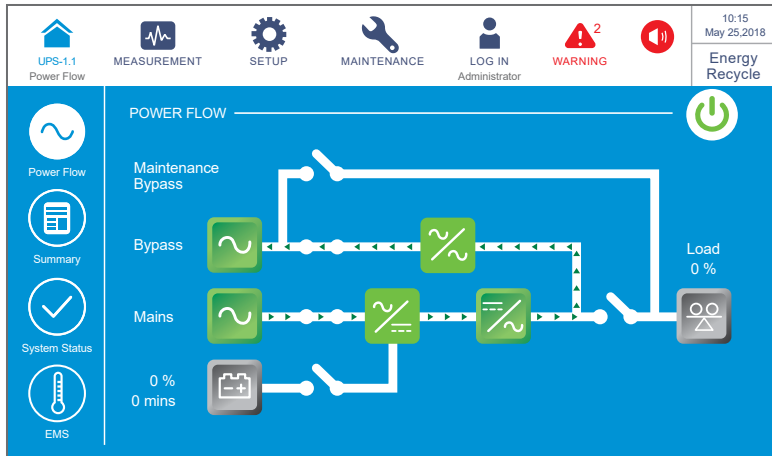 UPS-1.1
Power Flow
MEASUREMENT
SETUP
MAINTENANCE
LOG IN
Administrator
2
WARNING
10:15
May 25,2018
Energy
Recycle
Power Flow
Summary
System Status
EMS
POWER FLOW
Maintenance
Bypass
Bypass
Load
0 %
Mains
0 %
0 mins